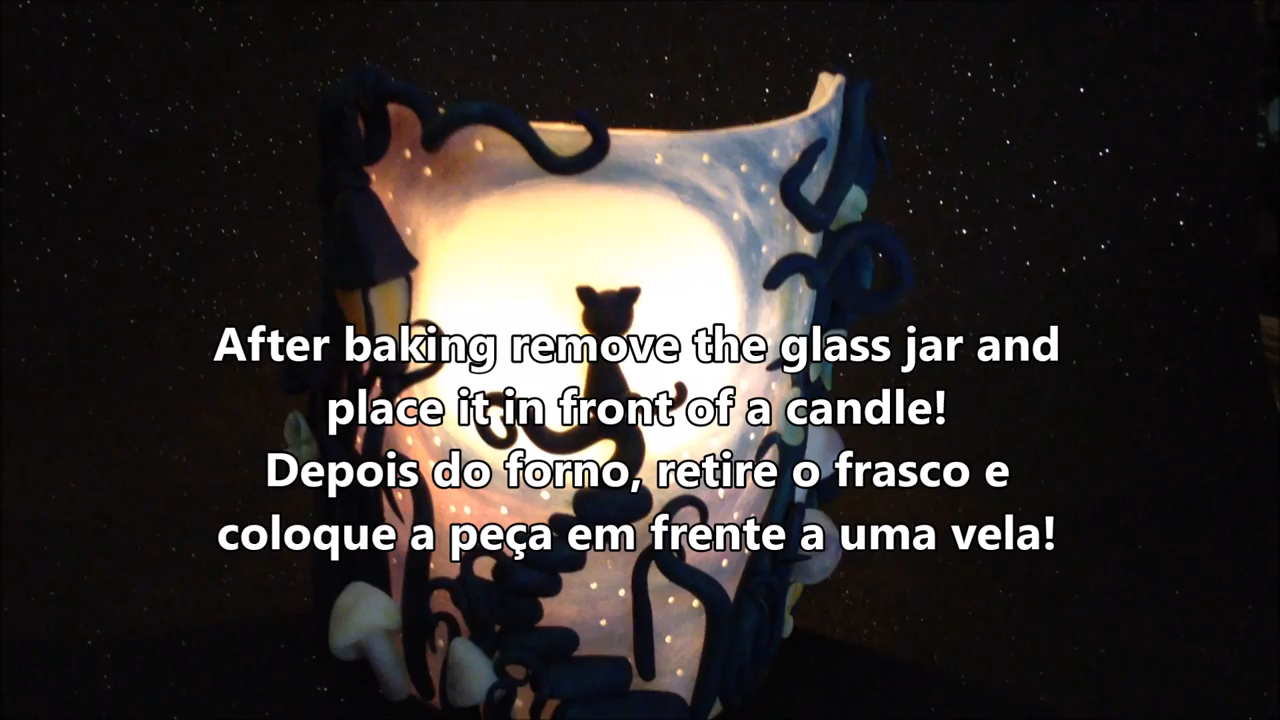 After baking remove the glass jar and
place it in front of a candle!
Depois do forno, retire o frasco e
coloque a peça em frente a uma vela!